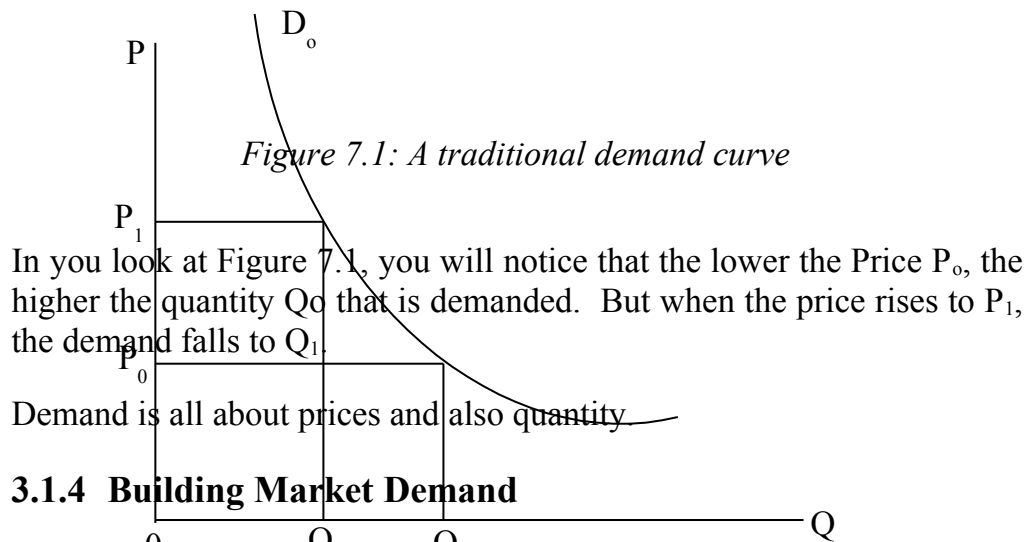 D₀
P
Figure 7.1: A traditional demand curve
P₁
In you look at Figure 7.1, you will notice that the lower the Price Pₒ, the
higher the quantity Qo that is demanded. But when the price rises to P₁,
the demand falls to Q₁.
P₀
Demand is all about prices and also quantity.
3.1.4 Building Market Demand
Q